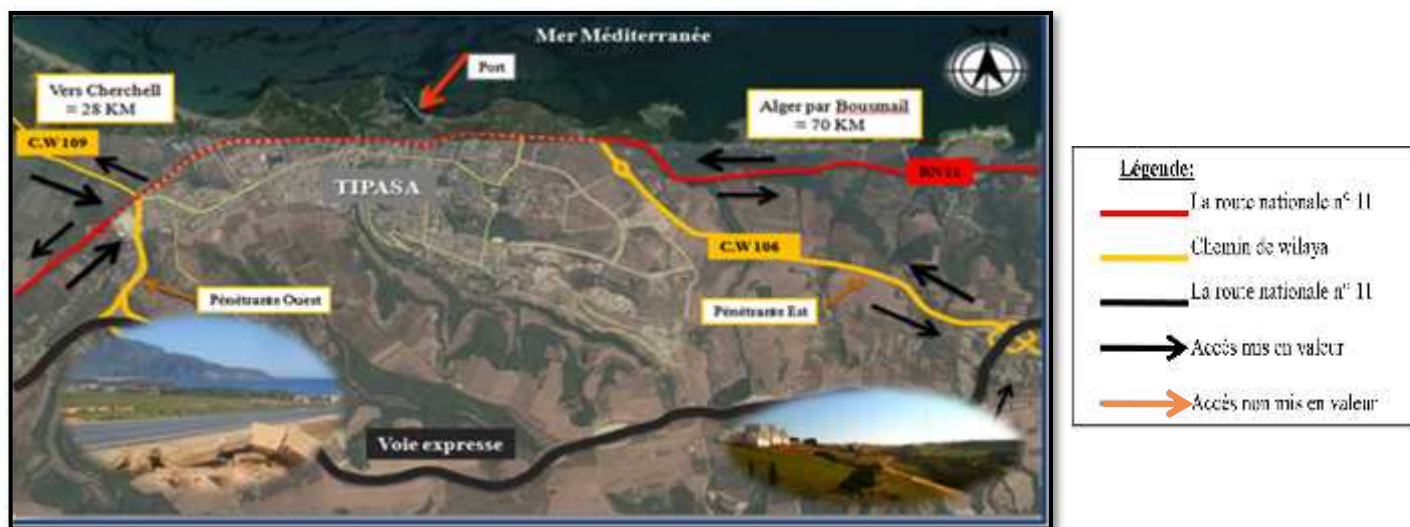 Mer Méditerranée
Nord
Port
Vers Cherchell
= 28 KM
Alger par Bousmail
= 70 KM
C.W 109
RN11
TIPASA
C.W 106
Pénétrante Ouest
Pénétrante Est
Voie expresse
Légende:
La route nationale n° 11
Chemin de wilaya
La route nationale n° 11
Accès mis en valeur
Accès non mis en valeur